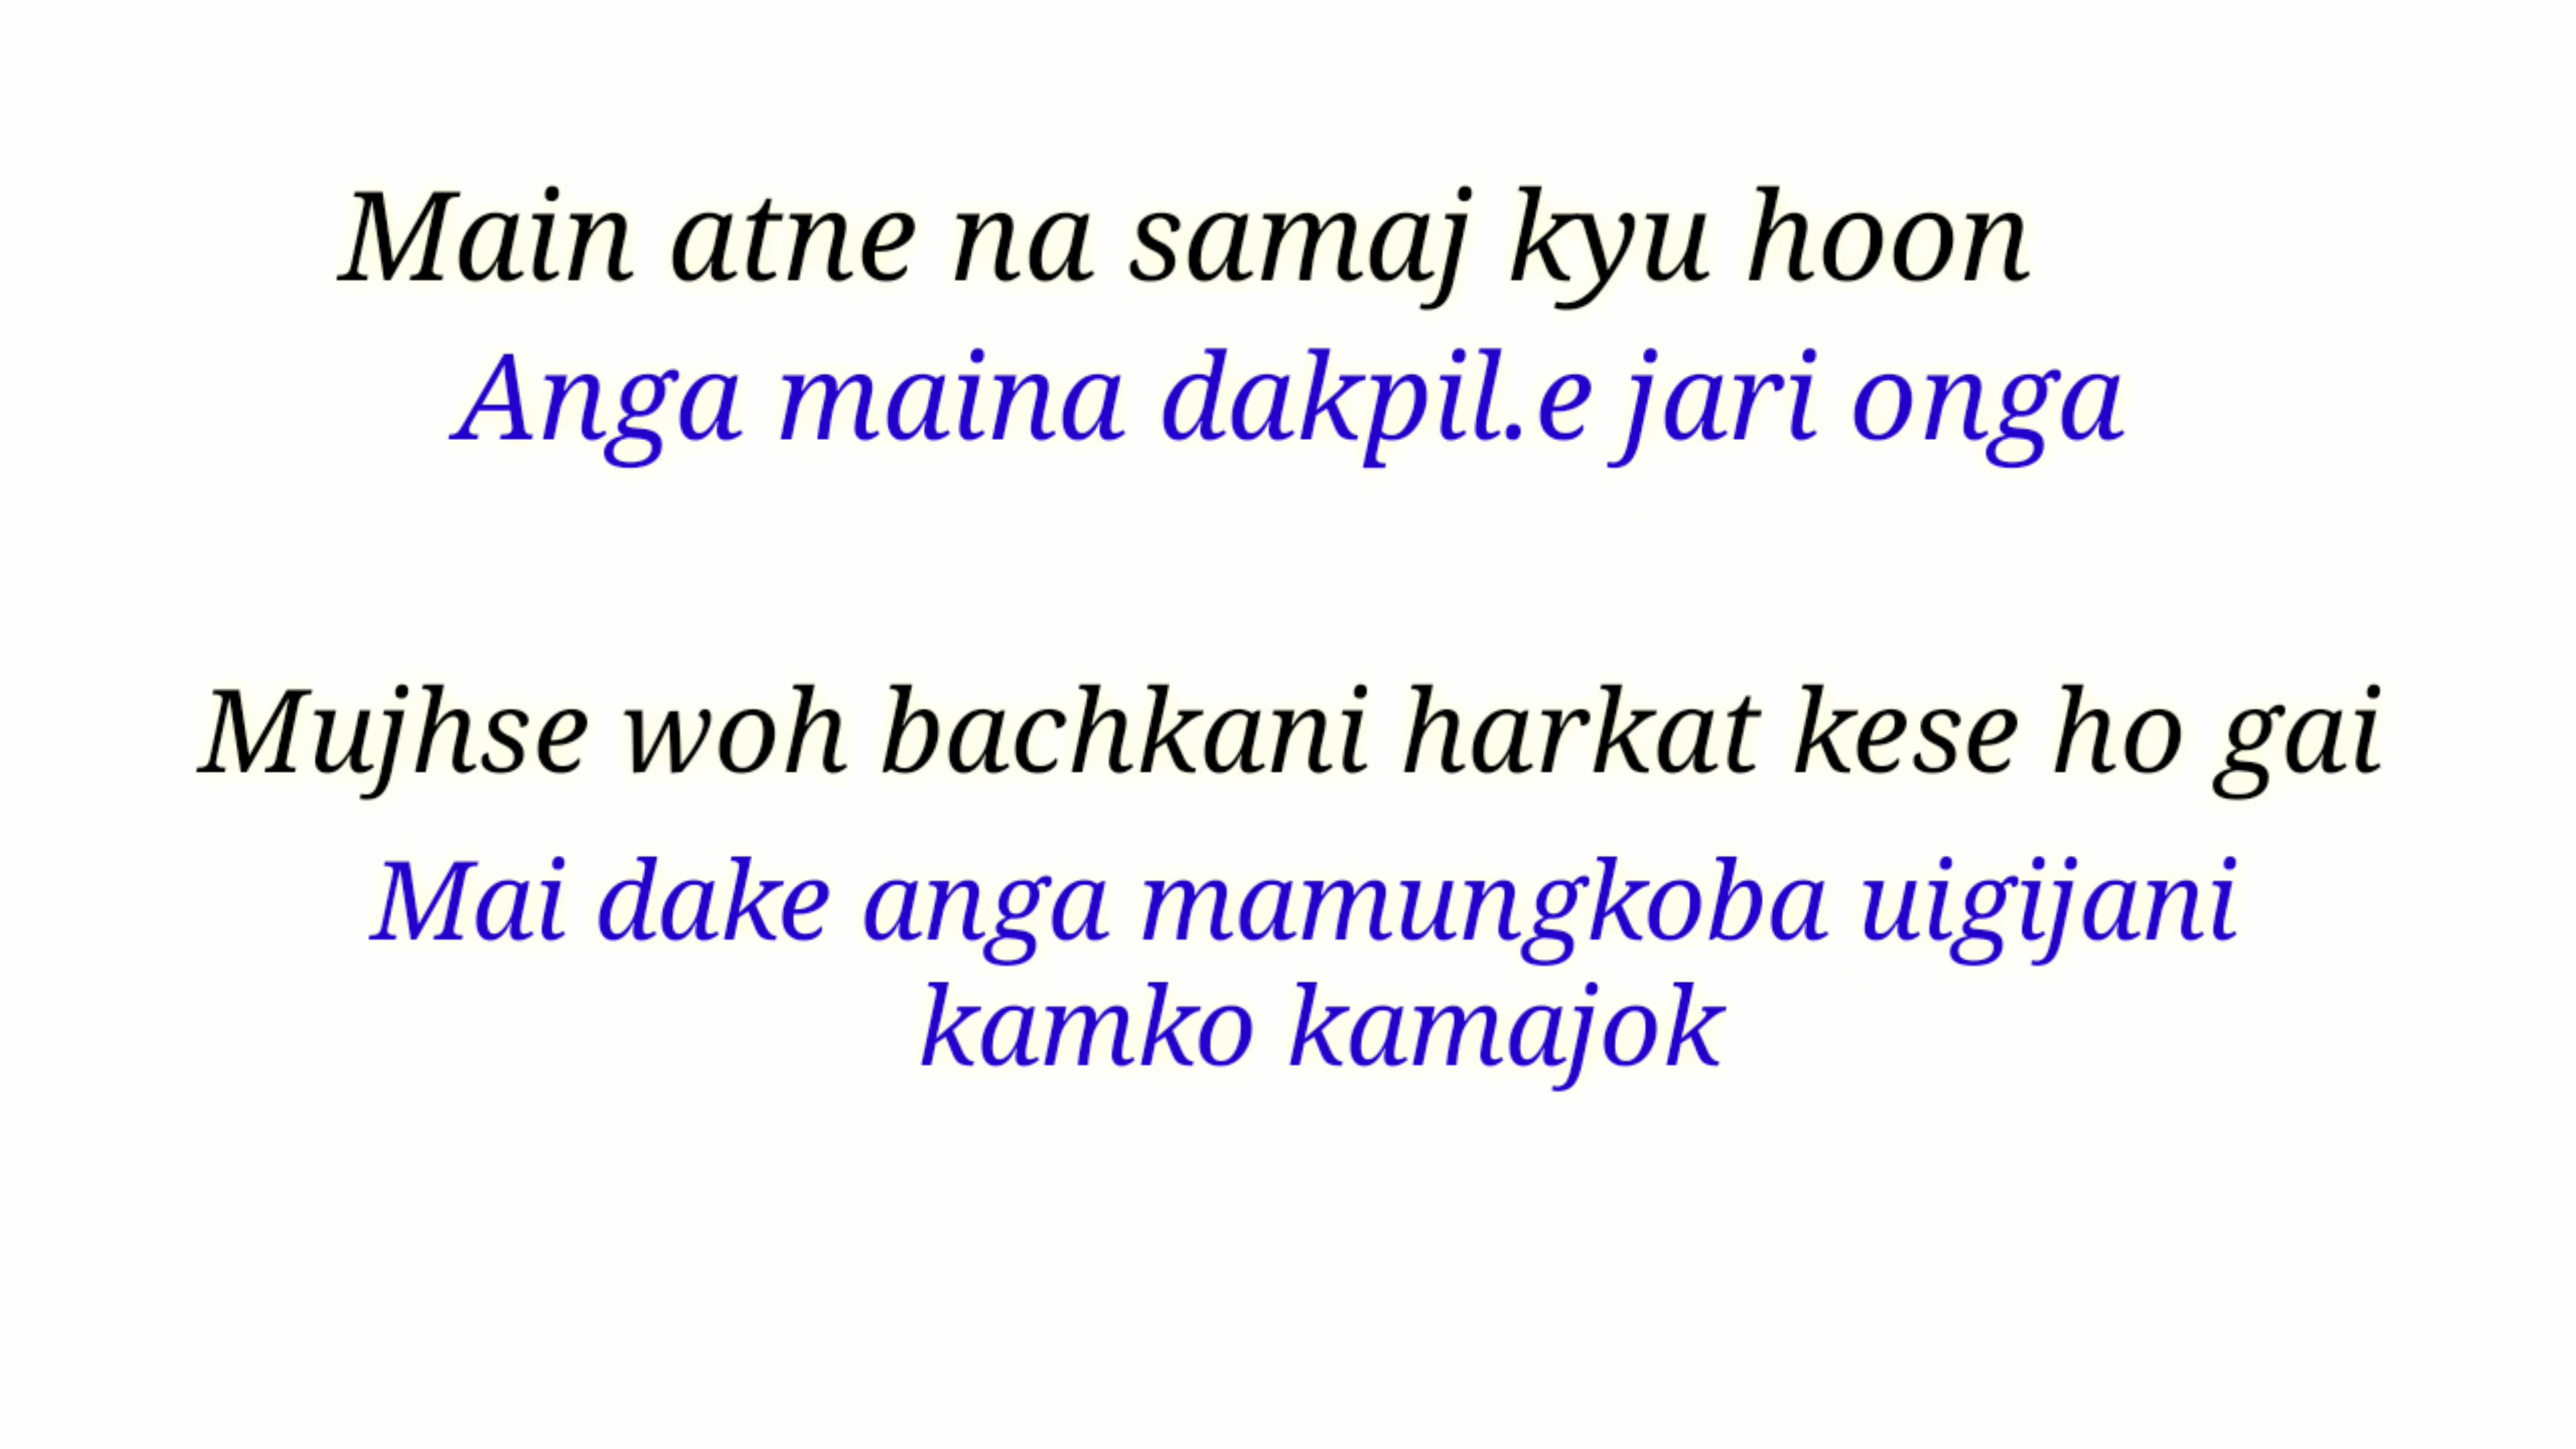 Main atne na samaj kyu hoon
Anga maina dakpil.e jari onga
Mujhse woh bachkani harkat kese ho gai
Mai dake anga mamungkoba uigijani
kamko kamajok